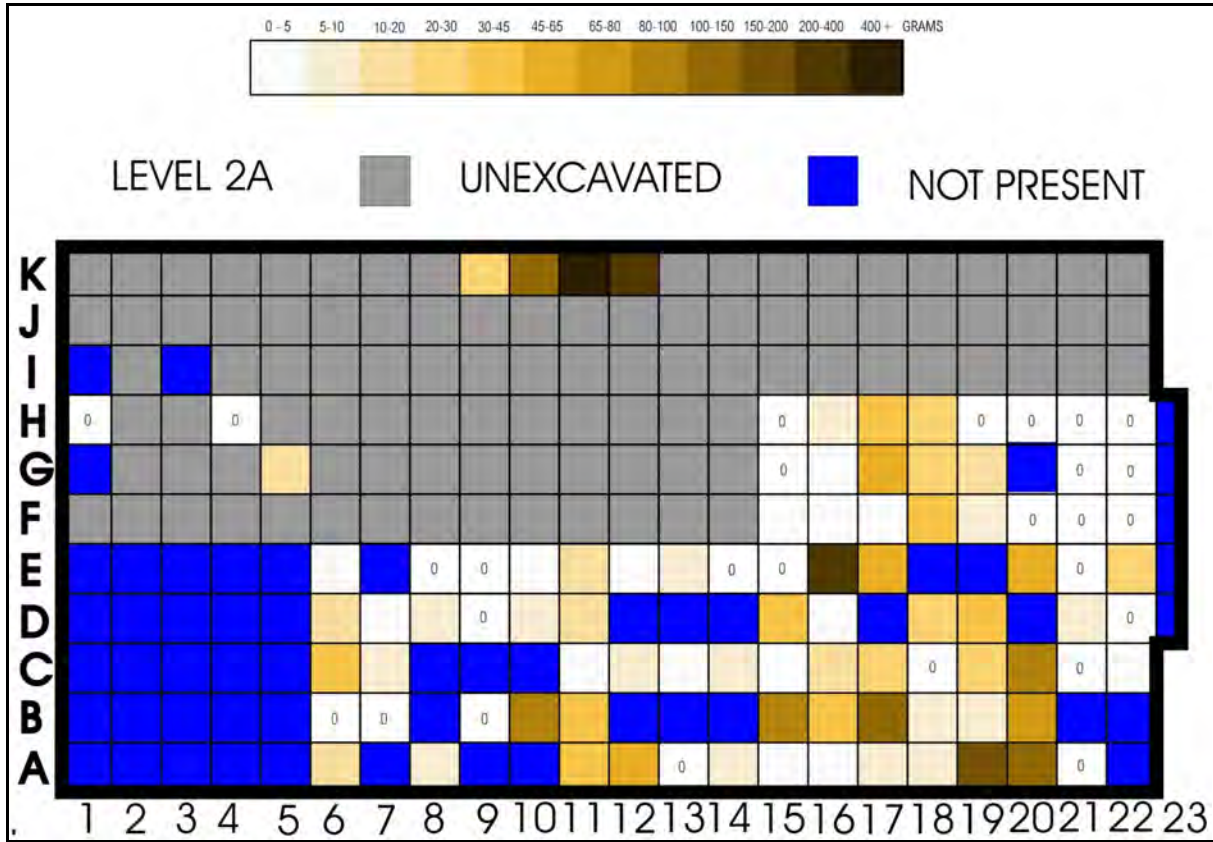 0 - 5 5-10 10-20 20-30 30-45 45-65 65-80 80-100 100-150 150-200 200-400 400 + GRAMS
LEVEL 2A UNEXCAVATED NOT PRESENT
K
J
I
H 0 0 0 0 0 0 0
G 0 0 0
F 0 0 0
E 0 0 0 0 0
D 0 0
C 0 0
B 0 0 0
A 0 0
. 1 2 3 4 5 6 7 8 9 10 11 12 13 14 15 16 17 18 19 20 21 22 23